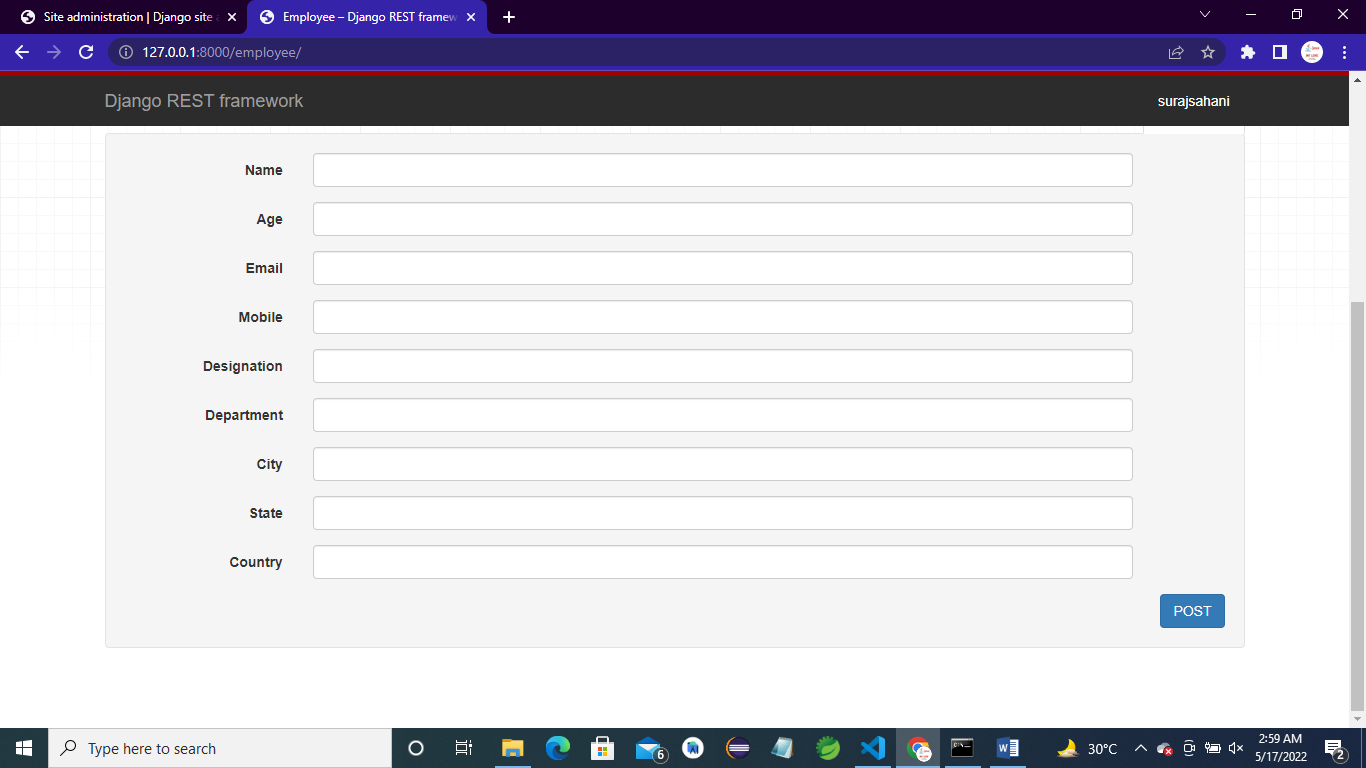 Site administration | Django site
Employee – Django REST framew
127.0.0.1:8000/employee/
Django REST framework
surajsahani
Name
Age
Email
Mobile
Designation
Department
City
State
Country
POST
Type here to search
6
30°C
2:59 AM
5/17/2022
2